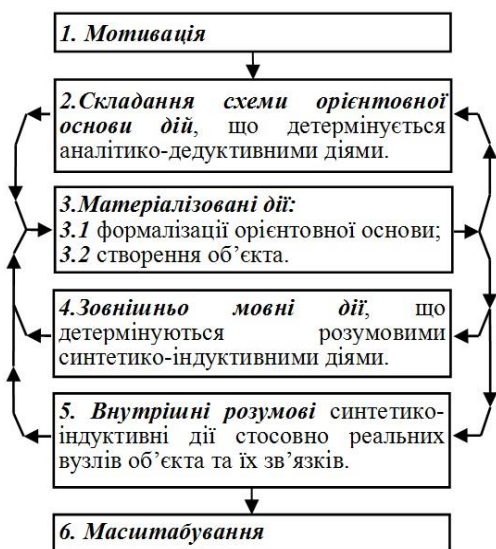 1. Мотивація
2.Складання схеми орієнтовної
основи дій, що детермінується
аналітико-дедуктивними діями.
3.Матеріалізовані дії:
3.1 формалізації орієнтовної основи;
3.2 створення об’єкта.
4.Зовнішньо мовні дії, що
детермінуються розумовими
синтетико-індуктивними діями.
5. Внутрішні розумові синтетико-
індуктивні дії стосовно реальних
вузлів об’єкта та їх зв’язків.
6. Масштабування